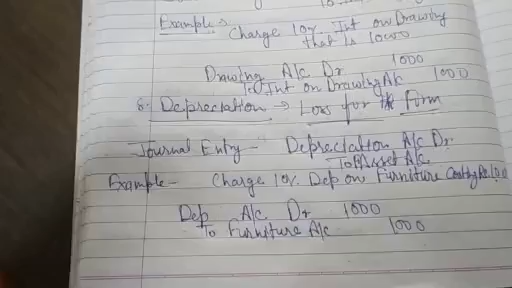 Example →
Charge 10% Int on Drawing
that is 10000
Drawing A/c Dr 1000
To Int on Drawing A/c 1000
6. Depreciation → Loss for the form
Journal Entry – Depreciation A/c Dr.
To Asset A/c.
Example – Charge 10% Dep on Furniture
Dep A/c Dr 1000
To Furniture A/c 1000